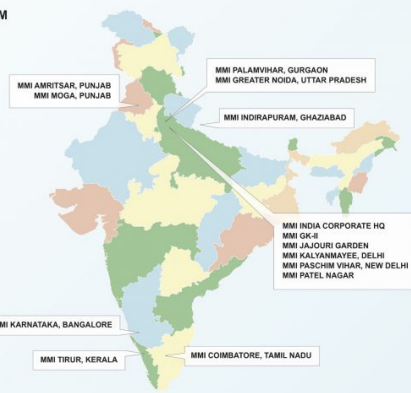 M
MMI AMRITSAR, PUNJAB
MMI MOGA, PUNJAB
MMI PALAMVIHAR, GURGAON
MMI GREATER NOIDA, UTTAR PRADESH
MMI INDIRAPURAM, GHAZIABAD
MMI INDIA CORPORATE HQ
MMI GK-II
MMI JAJOURI GARDEN
MMI KALYANMAYEE, DELHI
MMI PASCHIM VIHAR, NEW DELHI
MMI PATEL NAGAR
MI KARNATAKA, BANGALORE
MMI TIRUR, KERALA
MMI COIMBATORE, TAMIL NADU